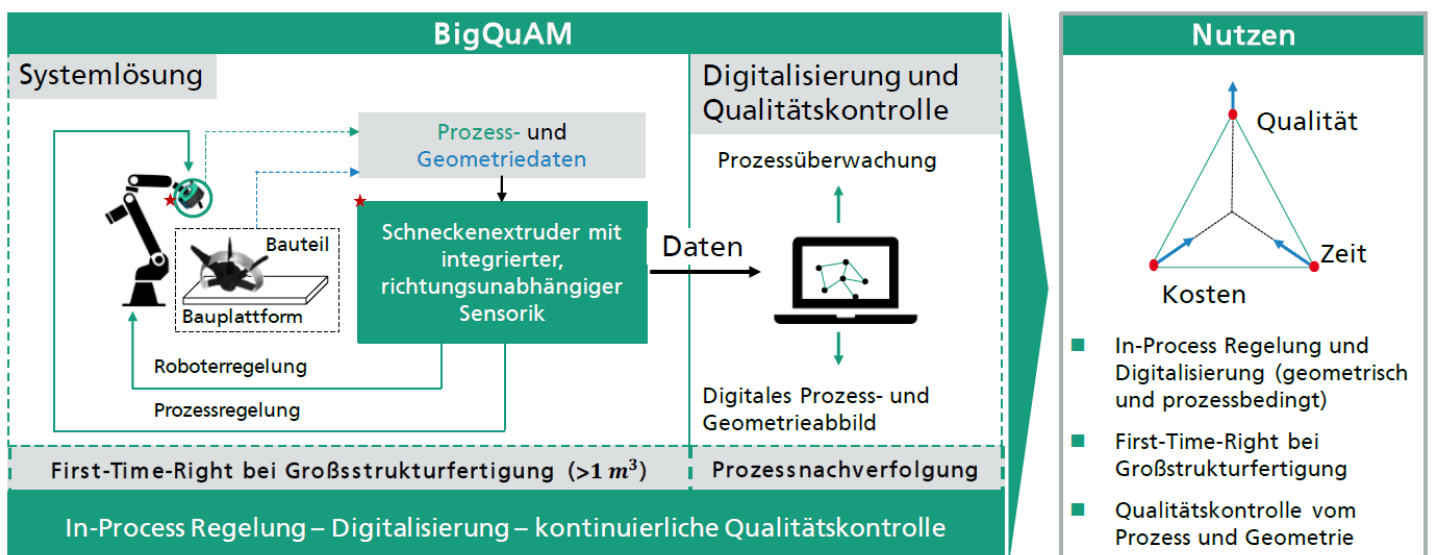 BigQuAM
Systemlösung
Prozess- und
Geometriedaten
Schneckenextruder mit
integrierter,
richtungsunabhängiger
Sensorik
Bauteil
Bauplattform
Roboterregelung
Prozessregelung
Daten
Digitalisierung und
Qualitätskontrolle
Prozessüberwachung
Digitales Prozess- und
Geometrieabbild
First-Time-Right bei Großsstrukturfertigung (>1 m³)
Prozessnachverfolgung
In-Process Regelung – Digitalisierung – kontinuierliche Qualitätskontrolle
Nutzen
Qualität
Zeit
Kosten
In-Process Regelung und
Digitalisierung (geometrisch
und prozessbedingt)
First-Time-Right bei
Großstrukturfertigung
Qualitätskontrolle vom
Prozess und Geometrie